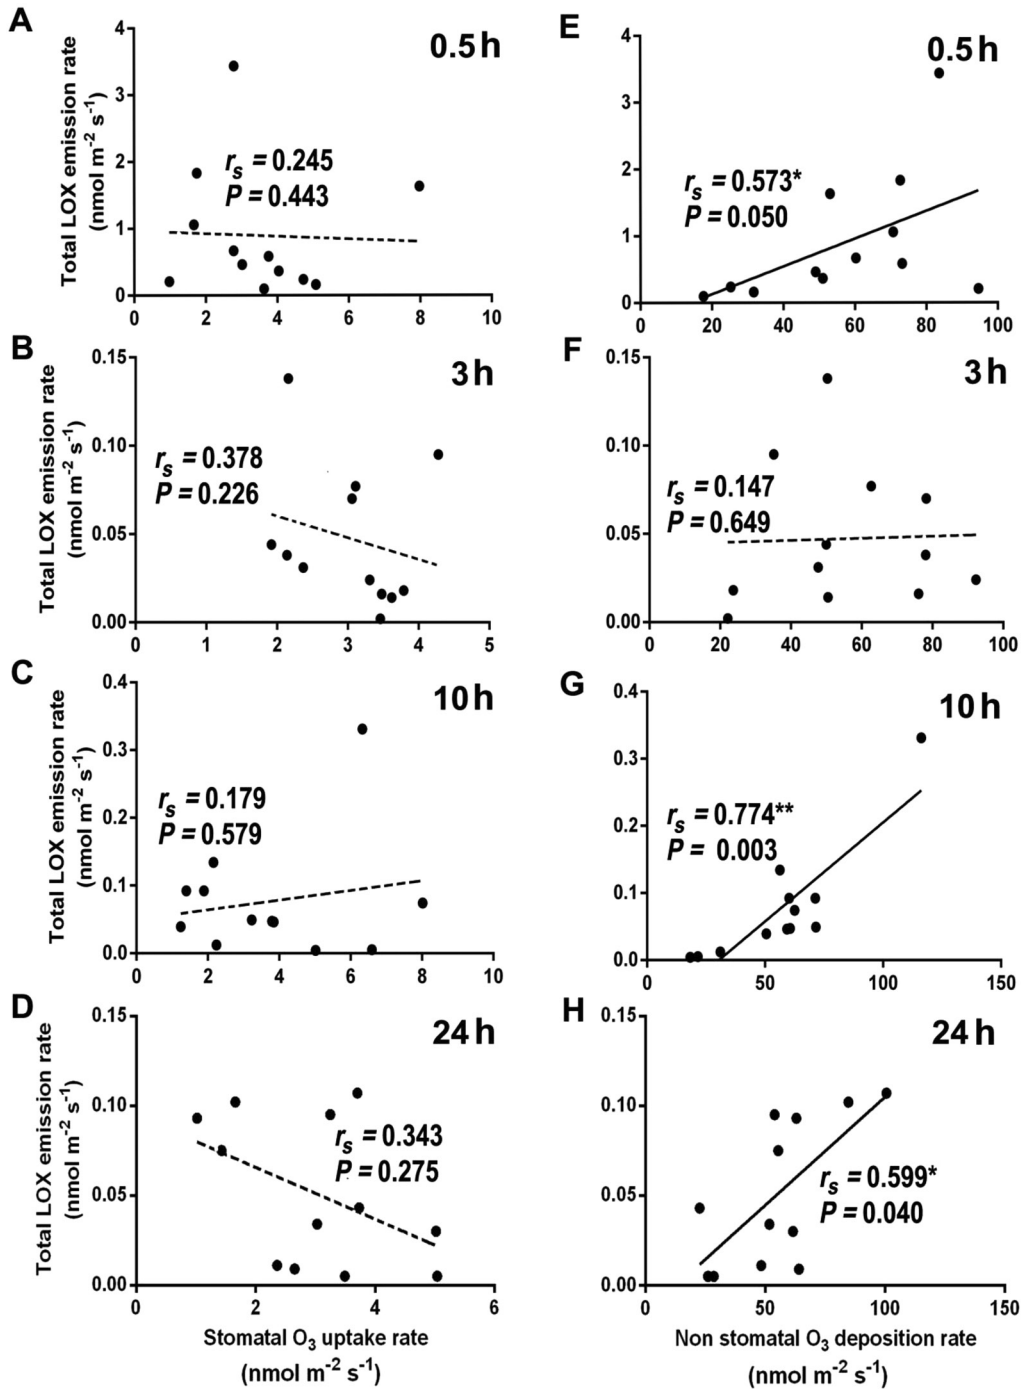 A
0.5 h
Total LOX emission rate
(nmol m-2 s-1)
4
3
2
1
0
rs = 0.245
P = 0.443
0 2 4 6 8 10
E
0.5 h
4
3
2
1
0
rs = 0.573*
P = 0.050
0 20 40 60 80 100
B
3 h
Total LOX emission rate
(nmol m-2 s-1)
0.15
0.10
0.05
0.00
rs = 0.378
P = 0.226
0 1 2 3 4 5
F
3 h
0.15
0.10
0.05
0.00
rs = 0.147
P = 0.649
0 20 40 60 80 100
C
10 h
Total LOX emission rate
(nmol m-2 s-1)
0.4
0.3
0.2
0.1
0.0
rs = 0.179
P = 0.579
0 2 4 6 8 10
G
10 h
0.4
0.3
0.2
0.1
0.0
rs = 0.774**
P = 0.003
0 50 100 150
D
24 h
Total LOX emission rate
(nmol m-2 s-1)
0.15
0.10
0.05
0.00
rs = 0.343
P = 0.275
0 2 4 6
Stomatal O3 uptake rate
(nmol m-2 s-1)
H
24 h
0.15
0.10
0.05
0.00
rs = 0.599*
P = 0.040
0 50 100 150
Non stomatal O3 deposition rate
(nmol m-2 s-1)